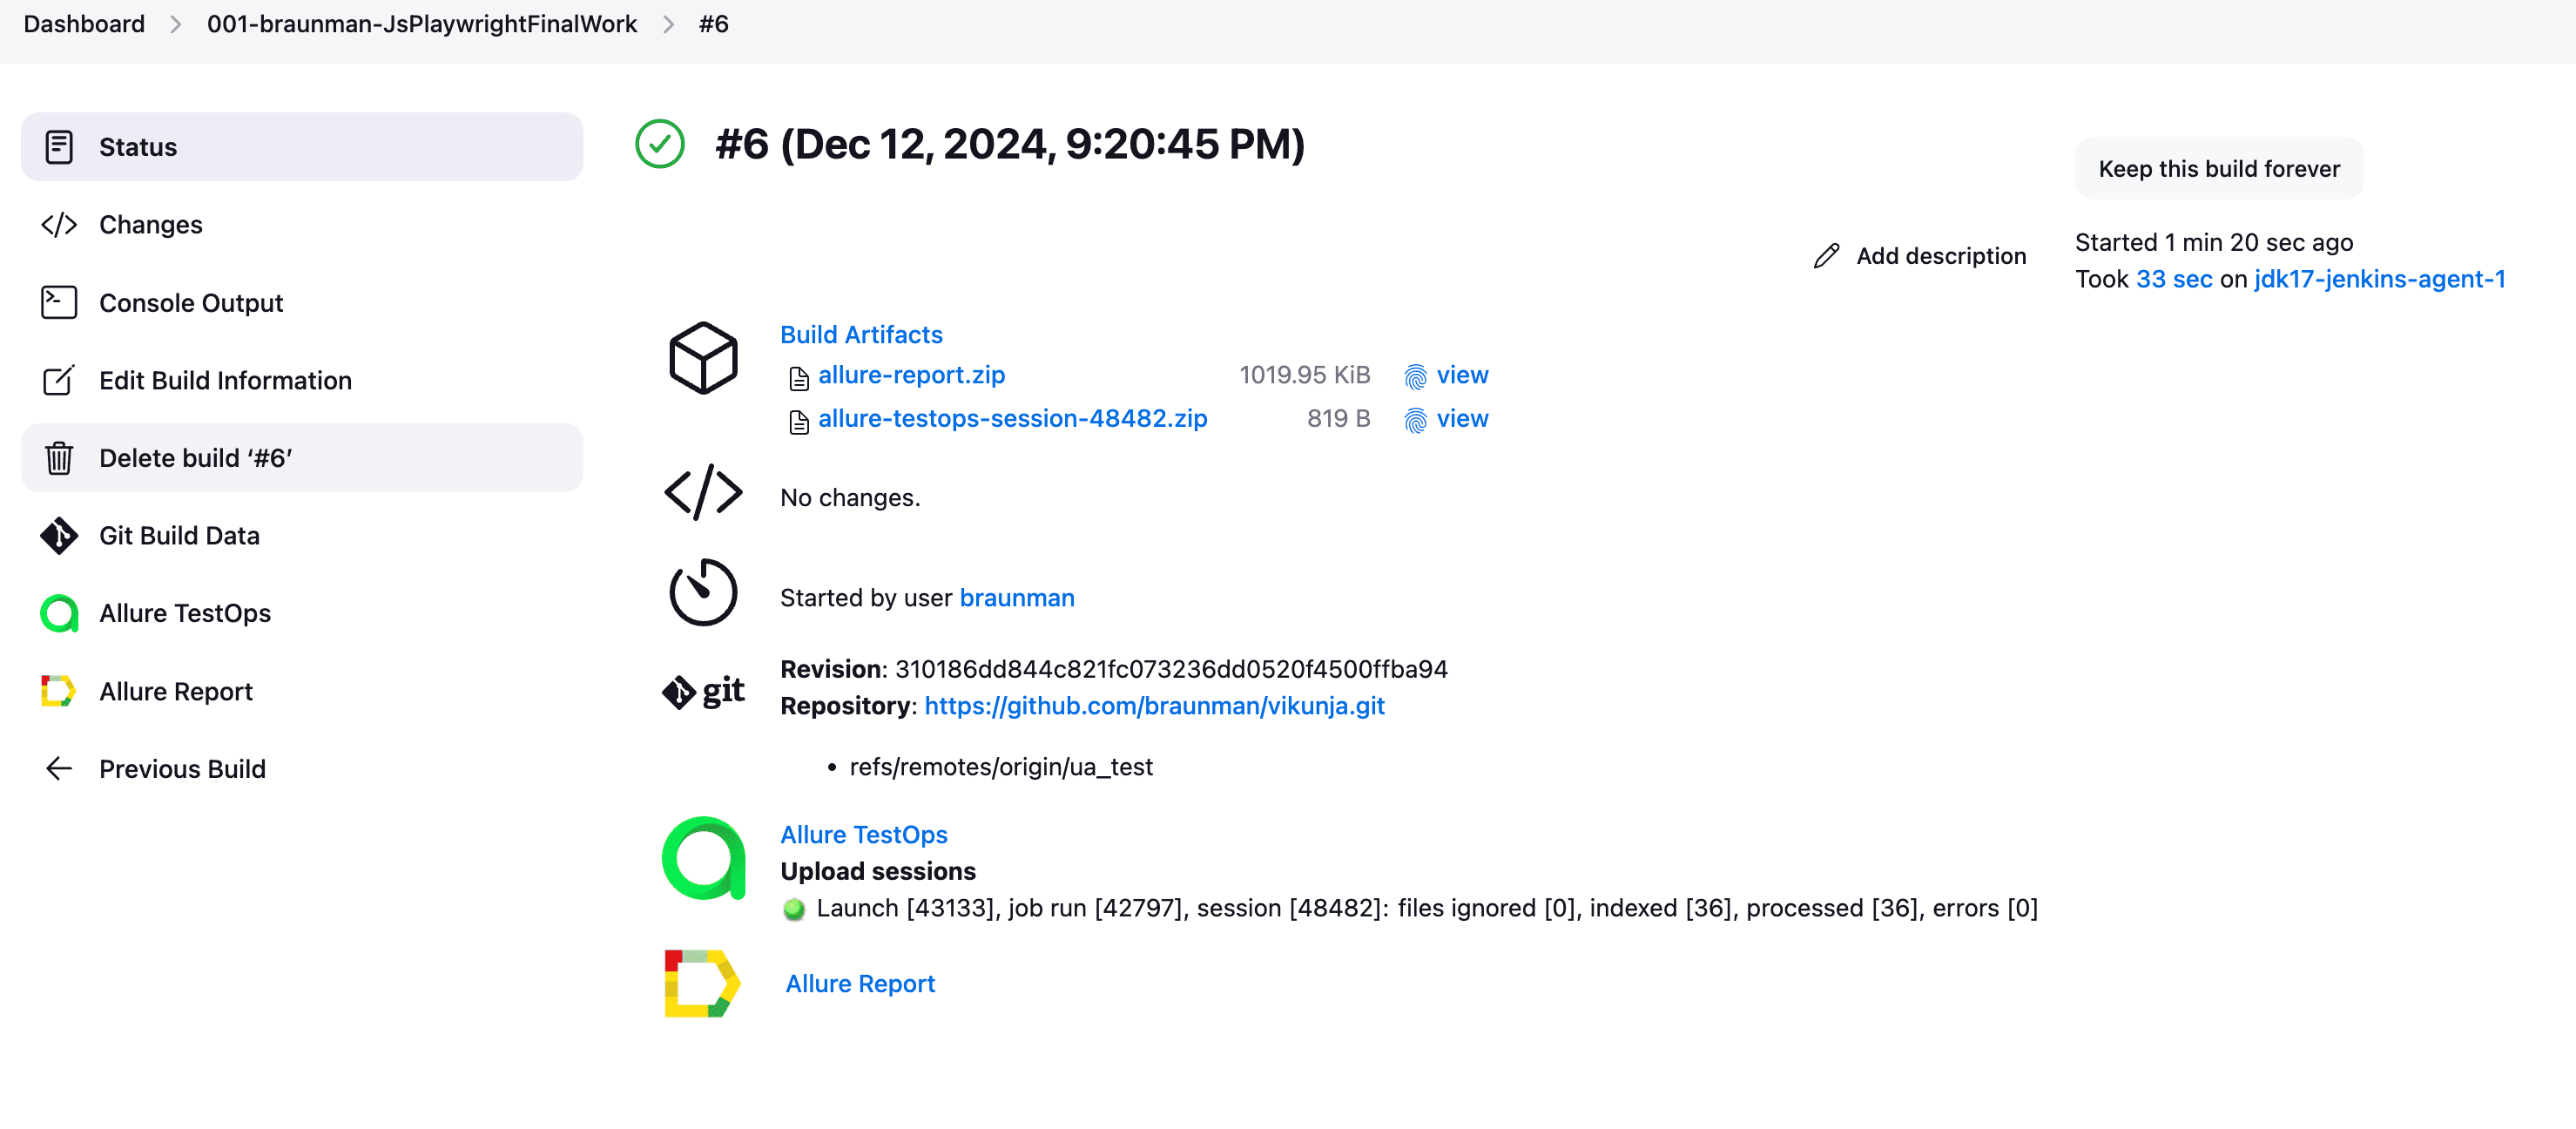 Dashboard > 001-braunman-JsPlaywrightFinalWork > #6
Status
Changes
Console Output
Edit Build Information
Delete build ‘#6’
Git Build Data
Allure TestOps
Allure Report
Previous Build
#6 (Dec 12, 2024, 9:20:45 PM)
Keep this build forever
Add description
Started 1 min 20 sec ago
Took 33 sec on jdk17-jenkins-agent-1
Build Artifacts
allure-report.zip 1019.95 KiB view
allure-testops-session-48482.zip 819 B view
No changes.
Started by user braunman
git
Revision: 310186dd844c821fc073236dd0520f4500ffba94
Repository: https://github.com/braunman/vikunja.git
• refs/remotes/origin/ua_test
Allure TestOps
Upload sessions
Launch [43133], job run [42797], session [48482]: files ignored [0], indexed [36], processed [36], errors [0]
Allure Report